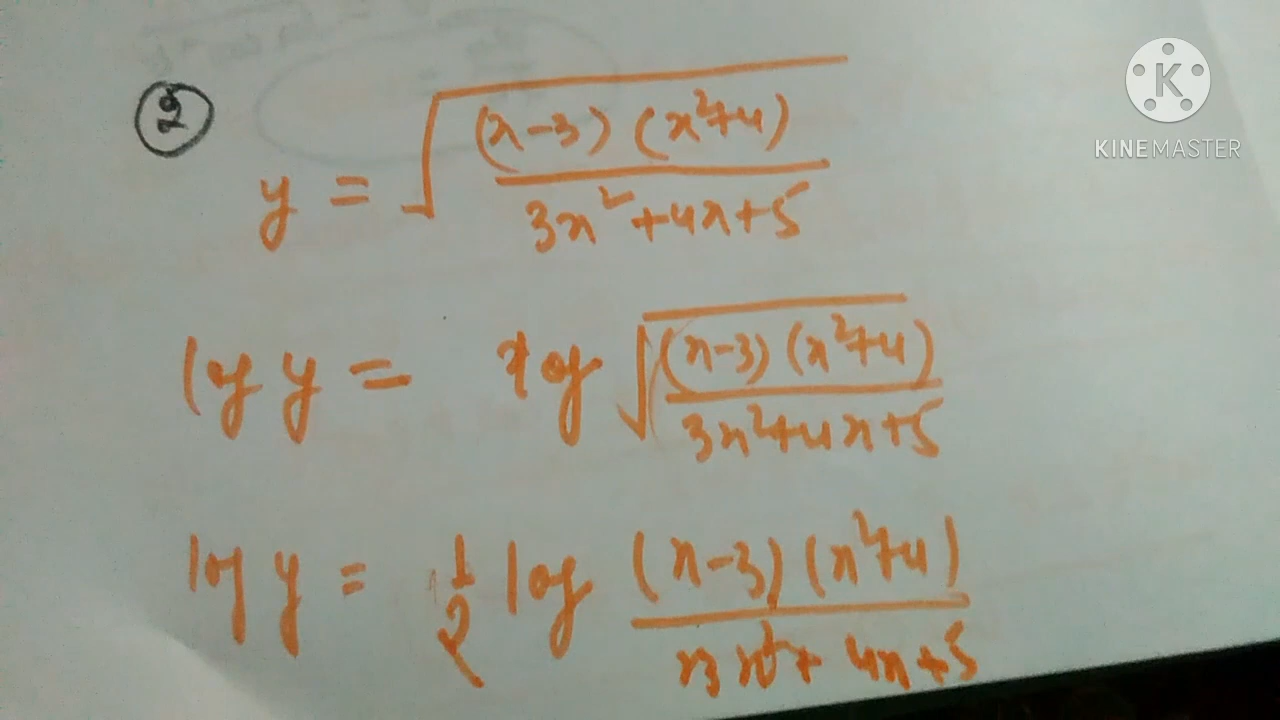 ② y = √((x-3) (x²+4) / 3x²+4x+5)
KINEMASTER
log y = log √((x-3) (x²+4) / 3x²+4x+5)
log y = 1/2 log (x-3) (x²+4) / 3x²+4x+5